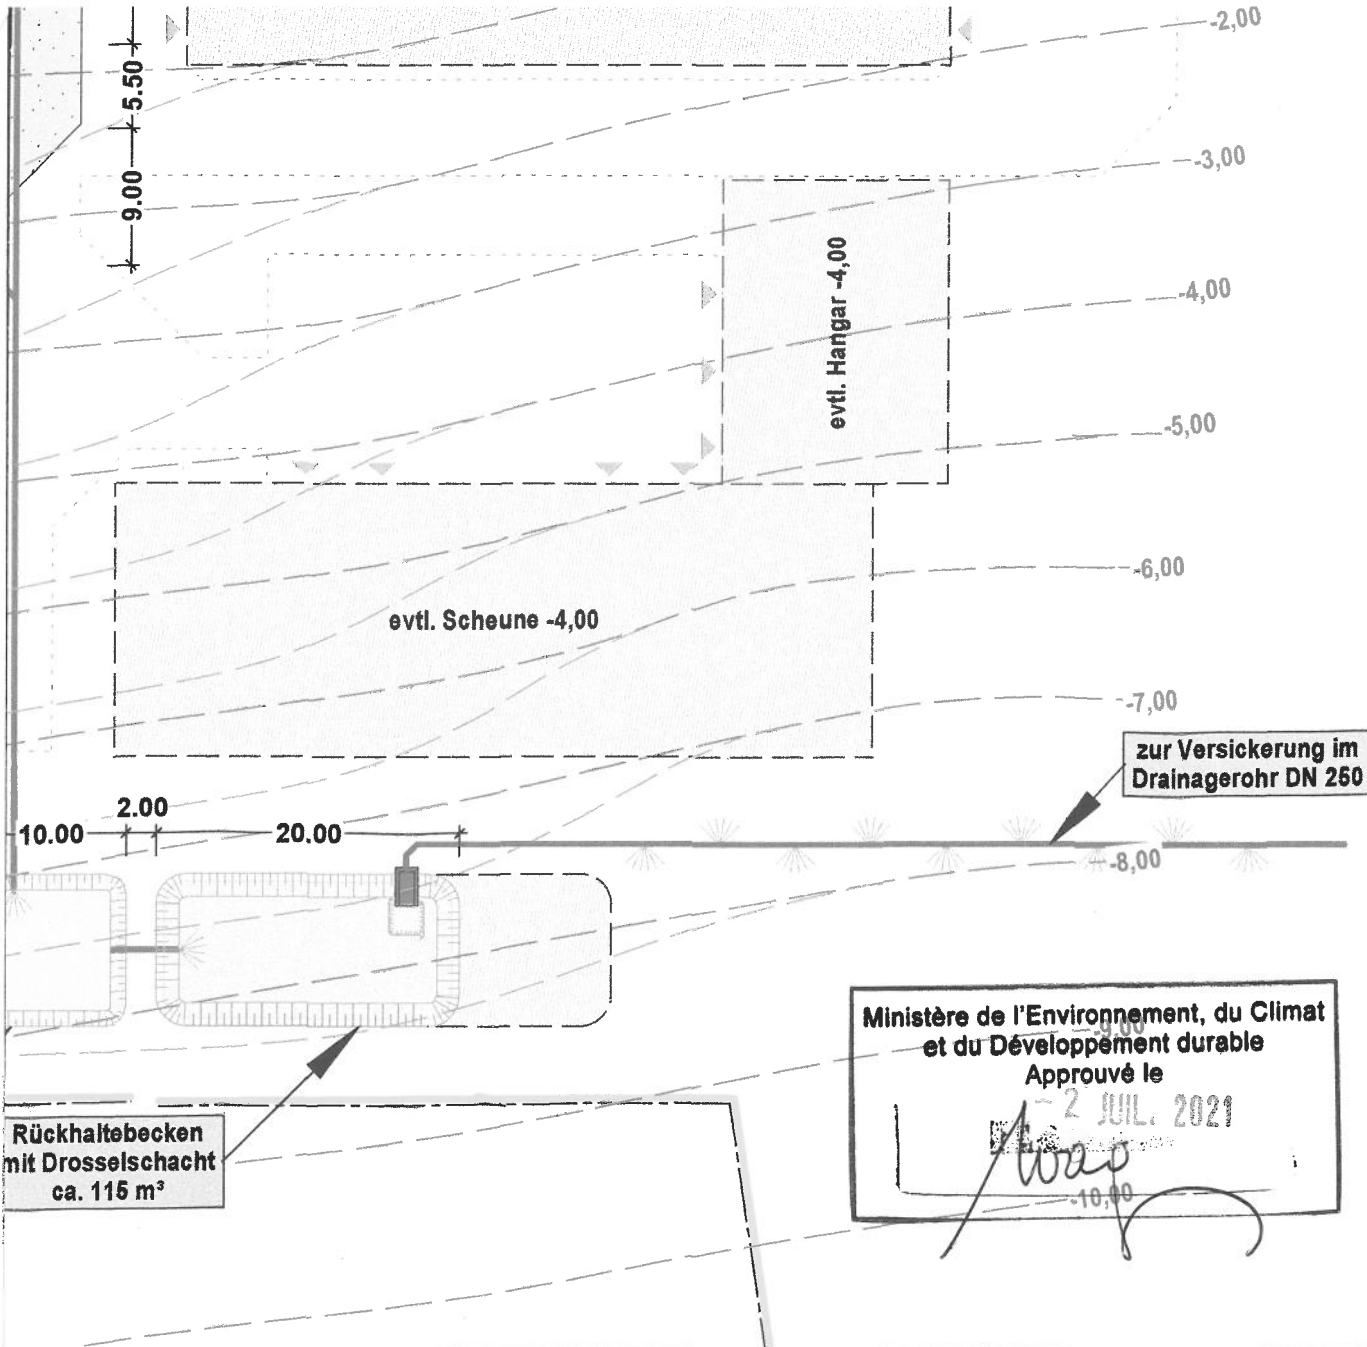 -2,00
5.50
-3,00
9.00
evtl. Hangar -4,00
-4,00
-5,00
-6,00
evtl. Scheune -4,00
-7,00
zur Versickerung im
Drainagerohr DN 250
2.00
10.00
20.00
-8,00
Ministère de l'Environnement, du Climat
-9,00
et du Développement durable
Approuvé le
- 2 JUIL. 2021
Rückhaltebecken
mit Drosselschacht
ca. 115 m³
-10,00